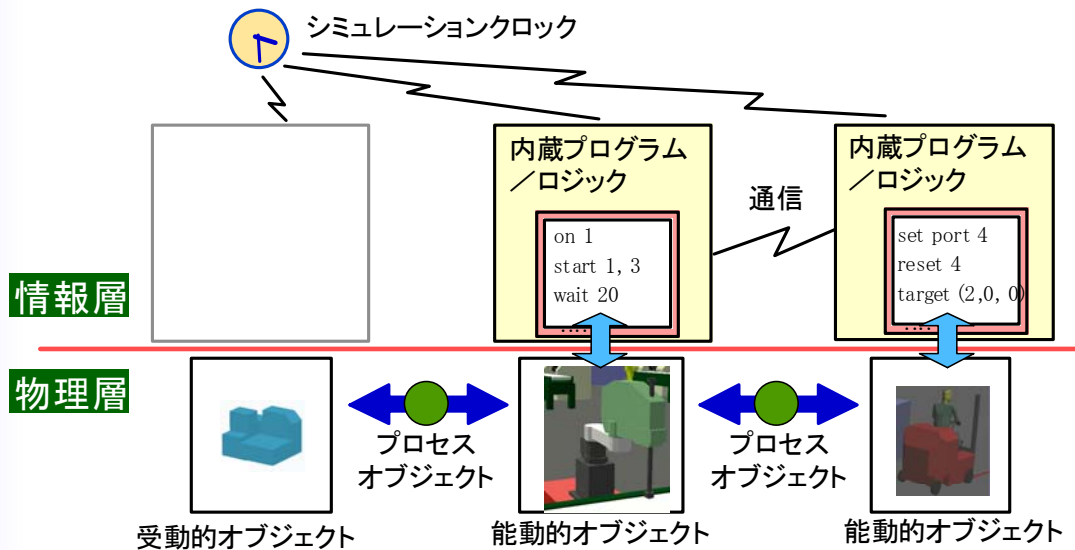 シミュレーションクロック
内蔵プログラム
／ロジック
on 1
start 1, 3
wait 20
....
通信
内蔵プログラム
／ロジック
set port 4
reset 4
target (2,0, 0)
....
情報層
物理層
プロセス
オブジェクト
プロセス
オブジェクト
受動的オブジェクト
能動的オブジェクト
能動的オブジェクト